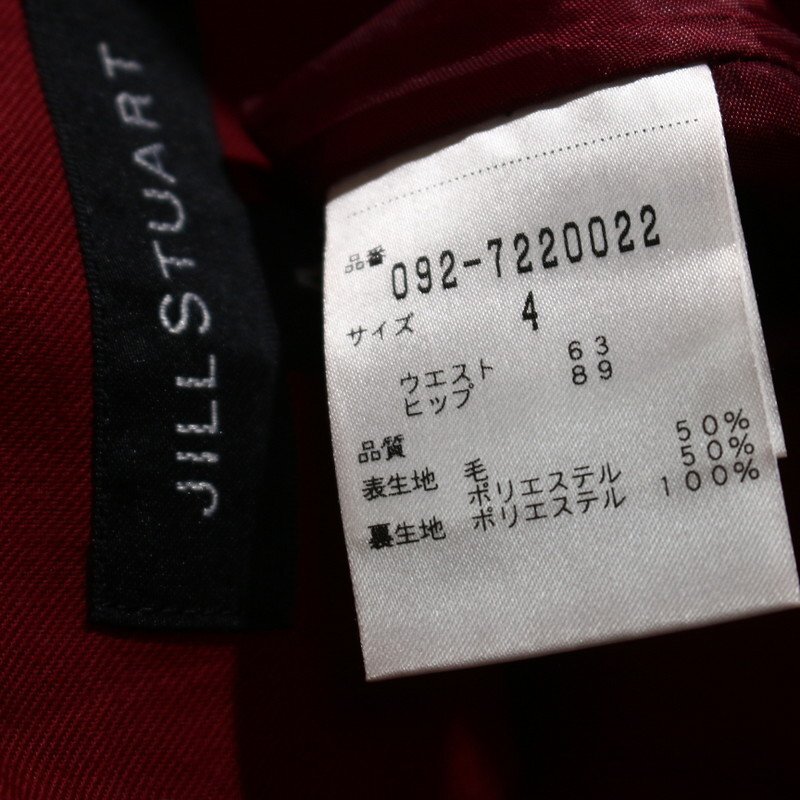 JILL STUART
品番 092-7220022
サイズ 4
ウエスト 63
ヒップ 89
品質
表生地 毛 50%
ポリエステル 50%
裏生地 ポリエステル 100%